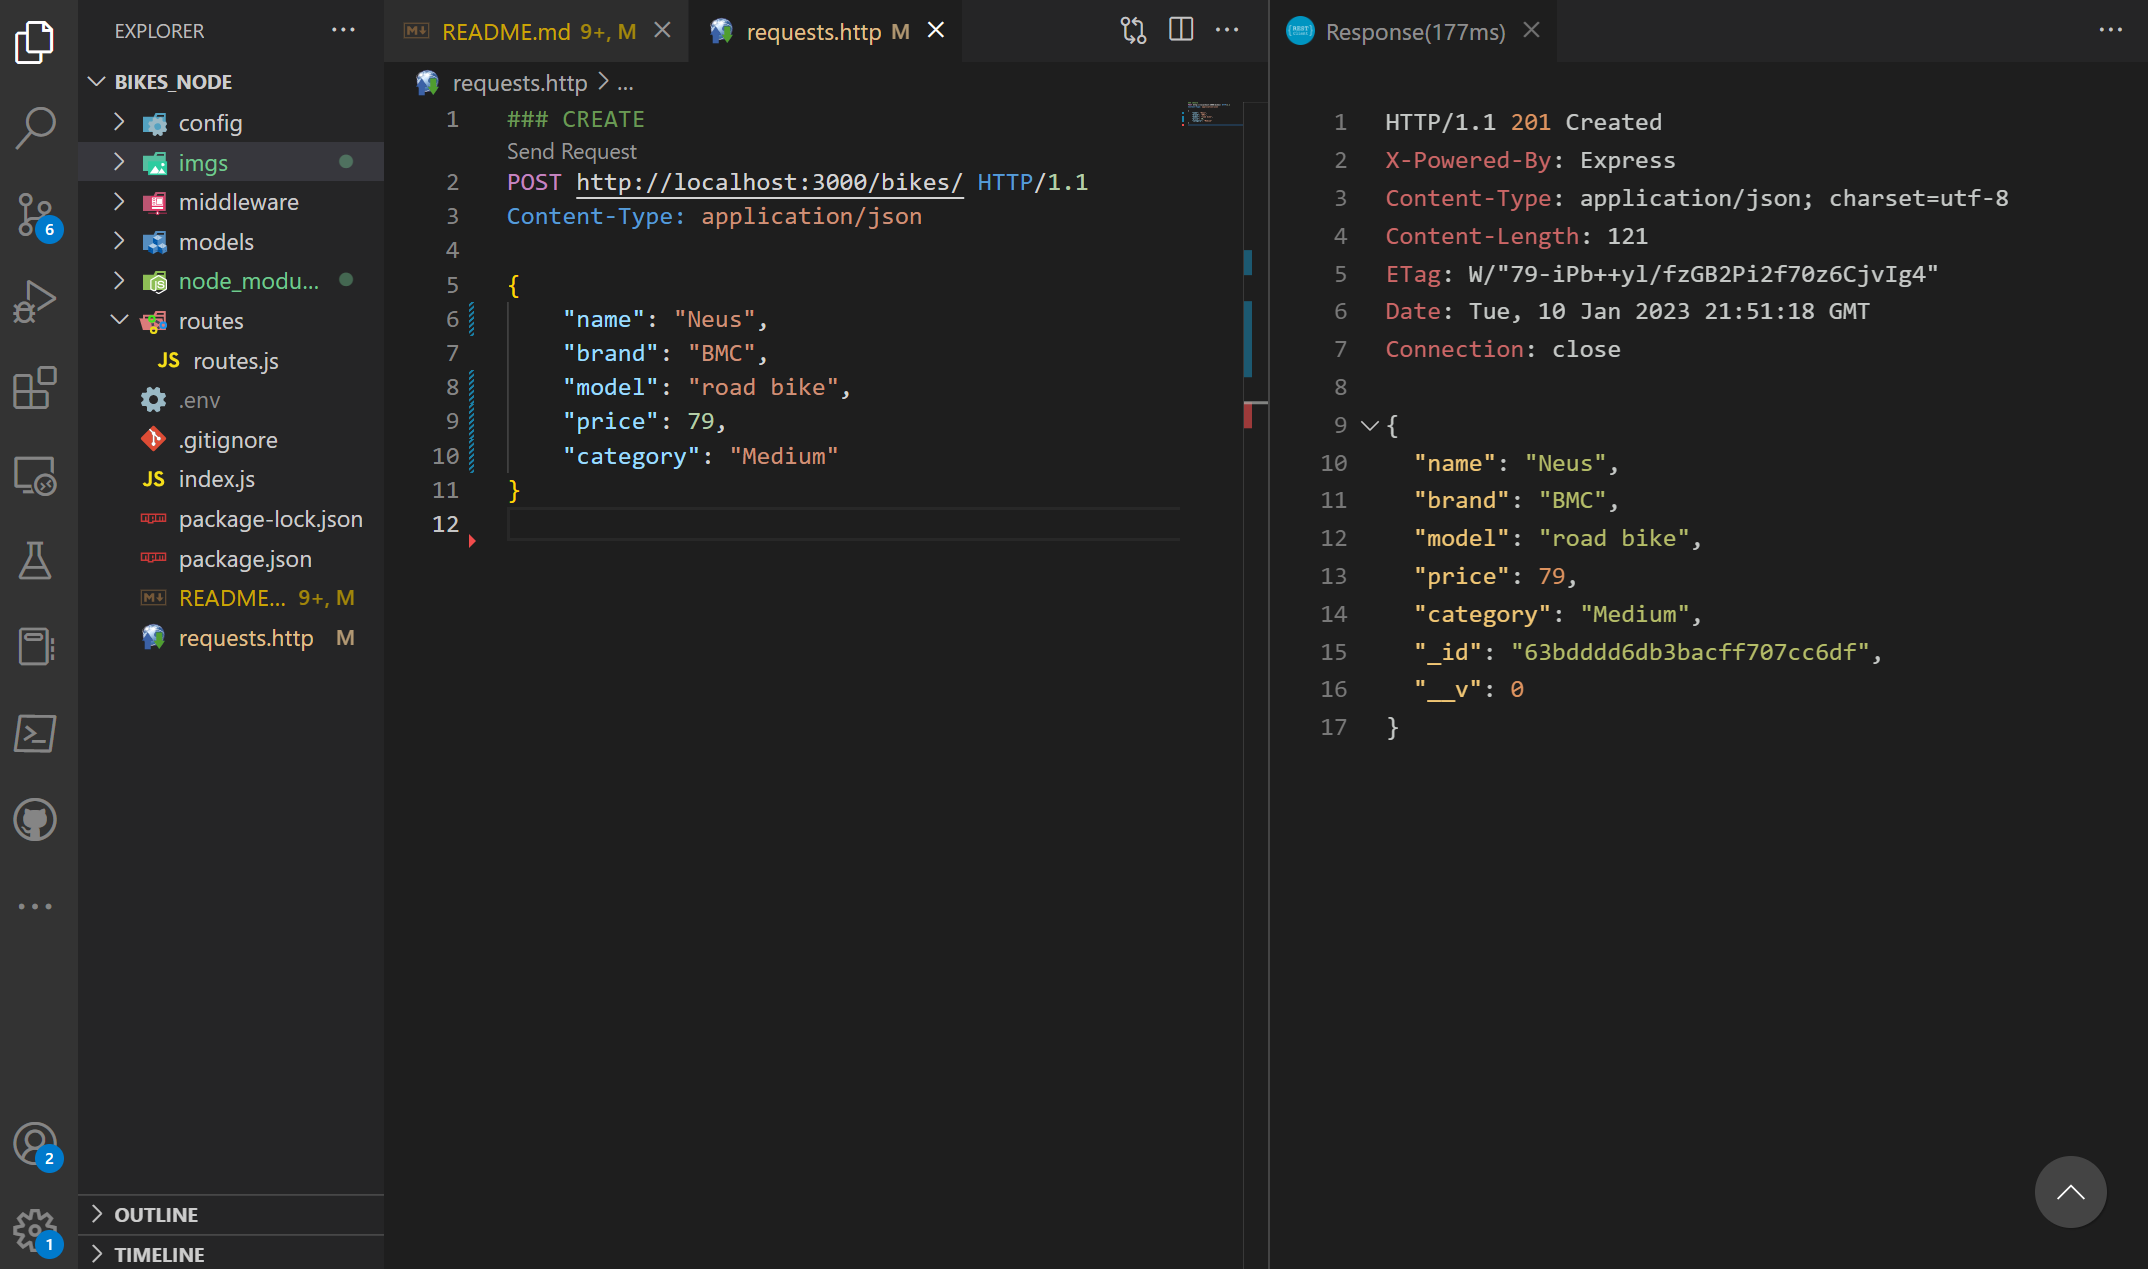 EXPLORER
BIKES_NODE
config
imgs
middleware
models
node_modu...
routes
JS routes.js
.env
.gitignore
JS index.js
package-lock.json
package.json
README... 9+, M
requests.http M
OUTLINE
TIMELINE
6
2
1
README.md 9+, M
requests.http M
requests.http > ...
1 ### CREATE
Send Request
2 POST http://localhost:3000/bikes/ HTTP/1.1
3 Content-Type: application/json
4
5 {
6 "name": "Neus",
7 "brand": "BMC",
8 "model": "road bike",
9 "price": 79,
10 "category": "Medium"
11 }
12
Response(177ms)
1 HTTP/1.1 201 Created
2 X-Powered-By: Express
3 Content-Type: application/json; charset=utf-8
4 Content-Length: 121
5 ETag: W/"79-iPb++yl/fzGB2Pi2f70z6CjvIg4"
6 Date: Tue, 10 Jan 2023 21:51:18 GMT
7 Connection: close
8
9 {
10 "name": "Neus",
11 "brand": "BMC",
12 "model": "road bike",
13 "price": 79,
14 "category": "Medium",
15 "_id": "63bdddd6db3bacff707cc6df",
16 "__v": 0
17 }